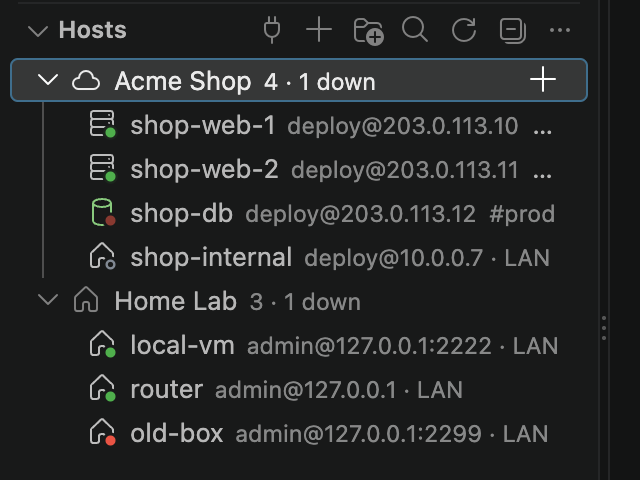 Hosts
Acme Shop 4 · 1 down
shop-web-1 deploy@203.0.113.10 ...
shop-web-2 deploy@203.0.113.11 ...
shop-db deploy@203.0.113.12 #prod
shop-internal deploy@10.0.0.7 · LAN
Home Lab 3 · 1 down
local-vm admin@127.0.0.1:2222 · LAN
router admin@127.0.0.1 · LAN
old-box admin@127.0.0.1:2299 · LAN